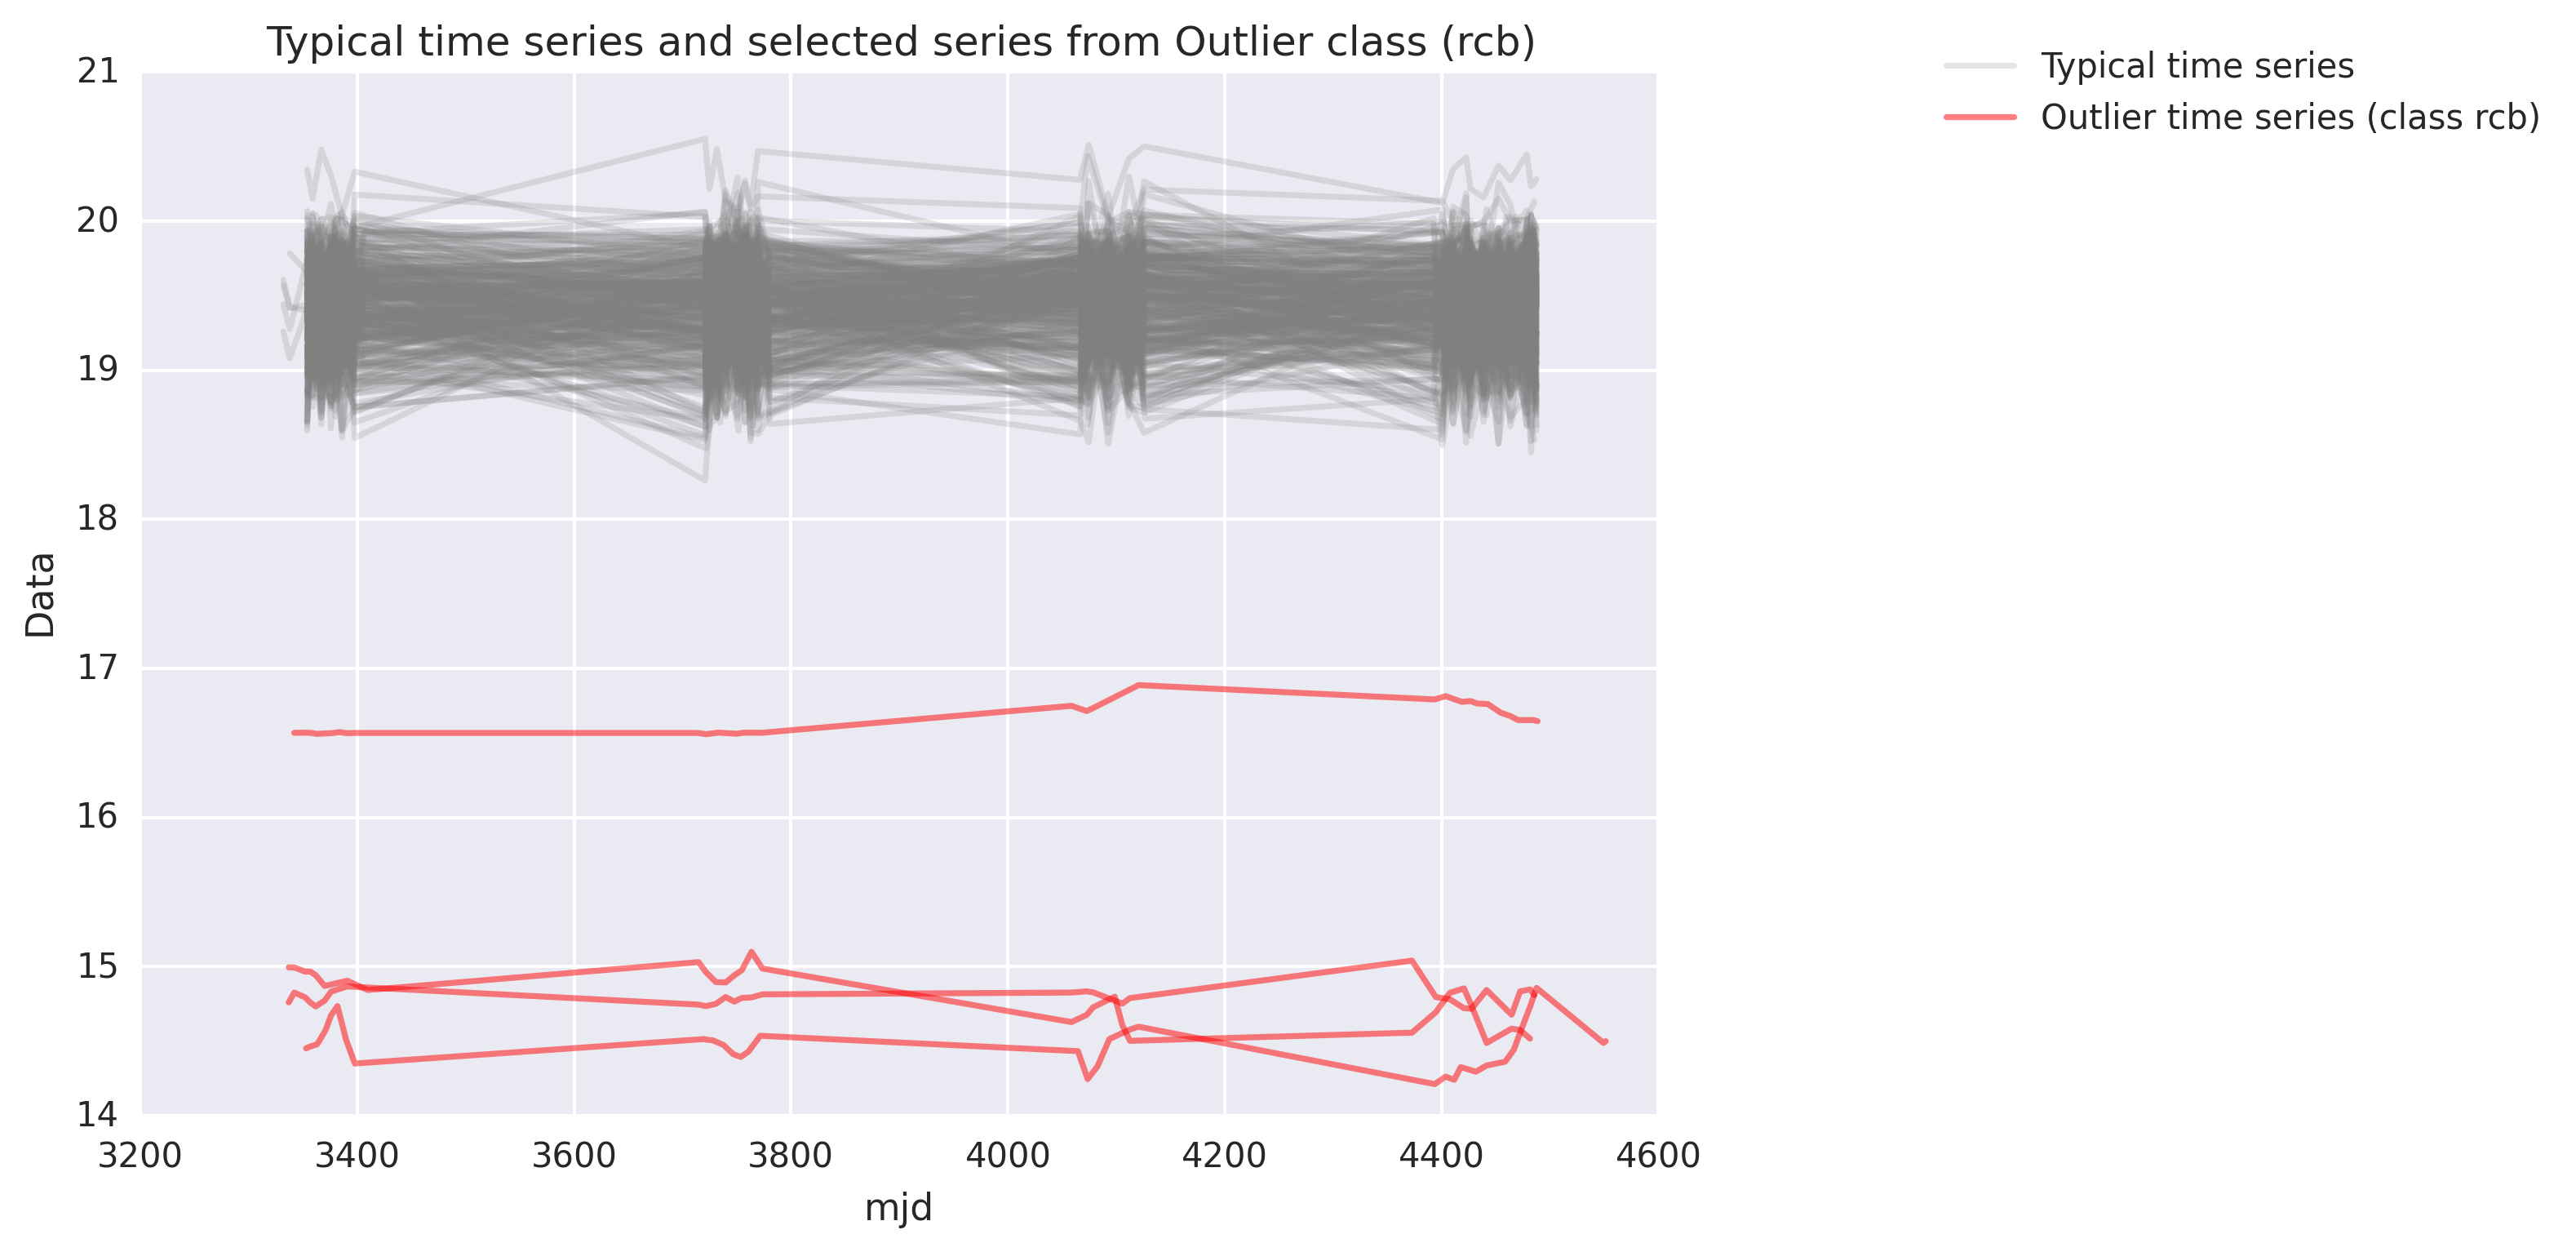 Typical time series and selected series from Outlier class (rcb)
Typical time series
Outlier time series (class rcb)
21
20
19
18
17
16
15
14
Data
3200 3400 3600 3800 4000 4200 4400 4600
mjd